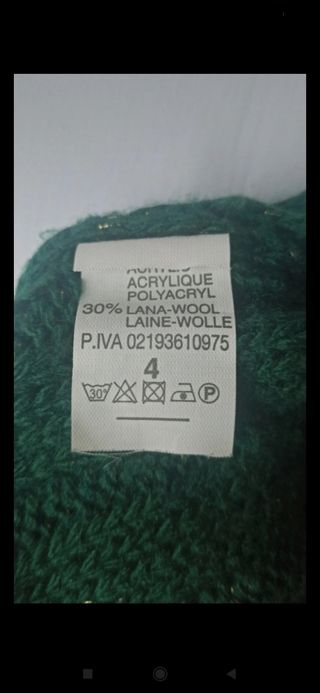 ACRYLIQUE
POLYACRYL
30% LANA-WOOL
LAINE-WOLLE
P.IVA 02193610975
4
30° P